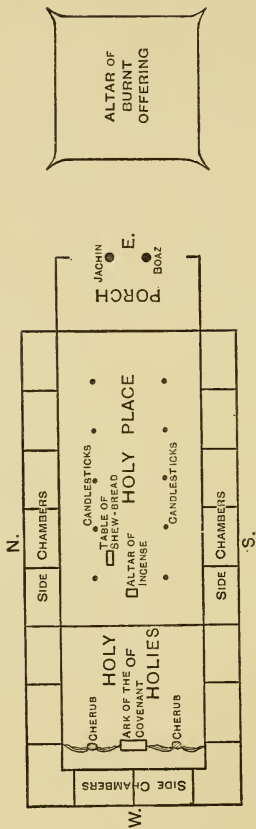 ALTAR OF
BURNT
OFFERING
JACHIN
E.
BOAZ
PORCH
N.
SIDE CHAMBERS
CANDLESTICKS
TABLE OF
SHEW-BREAD
HOLY PLACE
ALTAR OF
INCENSE
CANDLESTICKS
SIDE CHAMBERS
S.
CHERUB
HOLY
ARK OF THE OF
COVENANT
HOLIES
CHERUB
SIDE CHAMBERS
W.